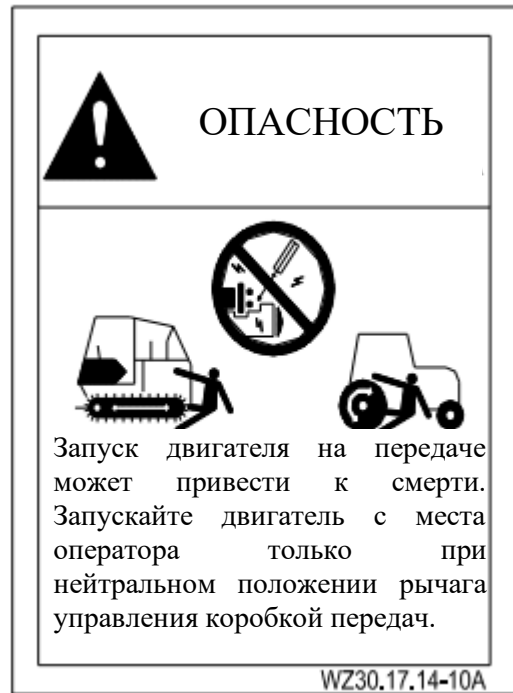 ОПАСНОСТЬ
Запуск двигателя на передаче
может привести к смерти.
Запускайте двигатель с места
оператора только при
нейтральном положении рычага
управления коробкой передач.
WZ30.17.14-10A